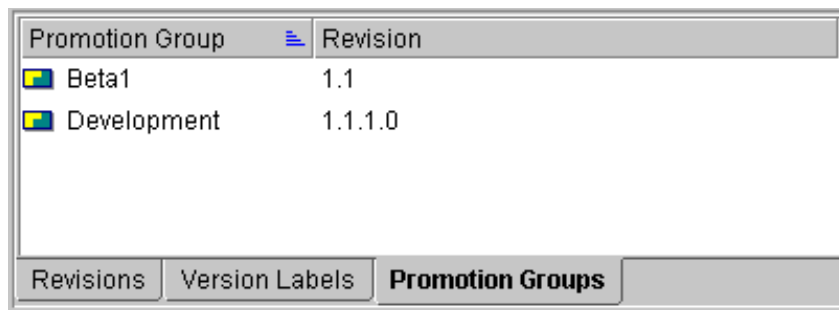 Promotion Group Revision
Beta1 1.1
Development 1.1.1.0
Revisions Version Labels Promotion Groups